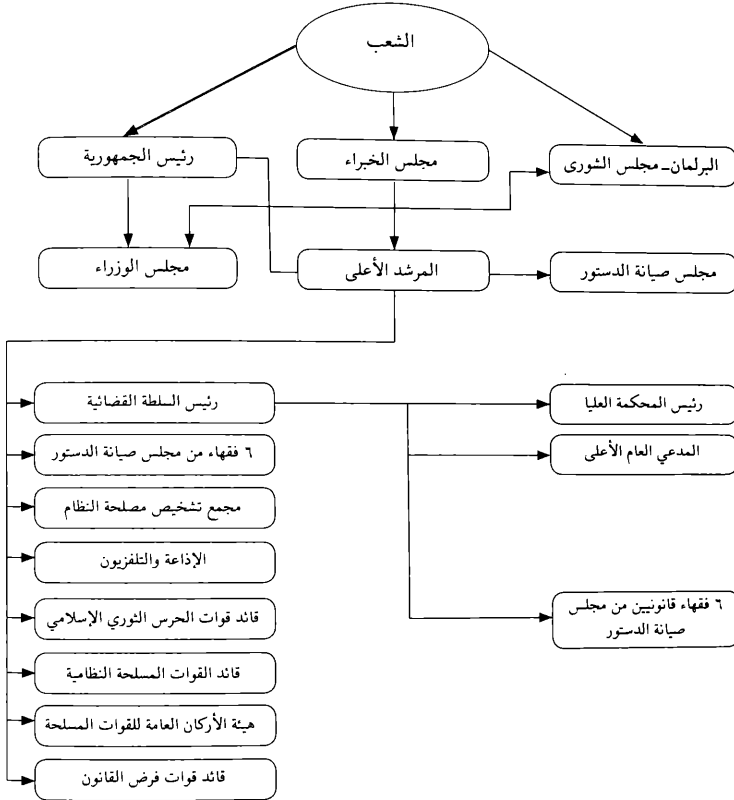 الشعب
البرلمان - مجلس الشورى
مجلس الخبراء
رئيس الجمهورية
مجلس صيانة الدستور
المرشد الأعلى
مجلس الوزراء
رئيس المحكمة العليا
رئيس السلطة القضائية
المدعي العام الأعلى
٦ فقهاء من مجلس صيانة الدستور
مجمع تشخيص مصلحة النظام
الإذاعة والتلفزيون
٦ فقهاء قانونيين من مجلس
صيانة الدستور
قائد قوات الحرس الثوري الإسلامي
قائد القوات المسلحة النظامية
هيئة الأركان العامة للقوات المسلحة
قائد قوات فرض القانون